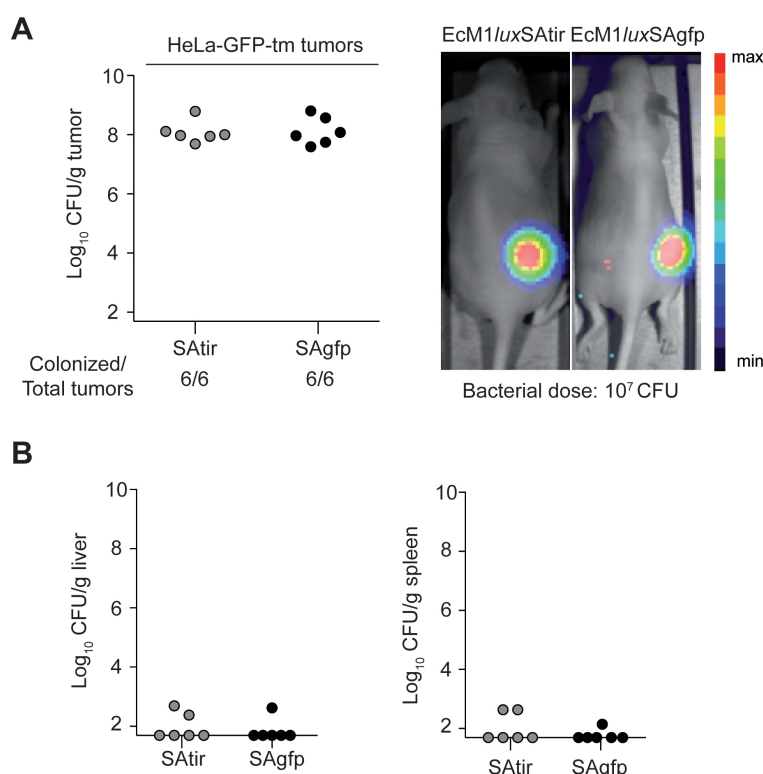 A
HeLa-GFP-tm tumors
Log10 CFU/g tumor
10
8
6
4
2
SAtir SAgfp
Colonized/
Total tumors
6/6 6/6
EcM1luxSAtir EcM1luxSAgfp
max
min
Bacterial dose: 10⁷ CFU
B
Log10 CFU/g liver
10
8
6
4
2
SAtir SAgfp
Log10 CFU/g spleen
10
8
6
4
2
SAtir SAgfp